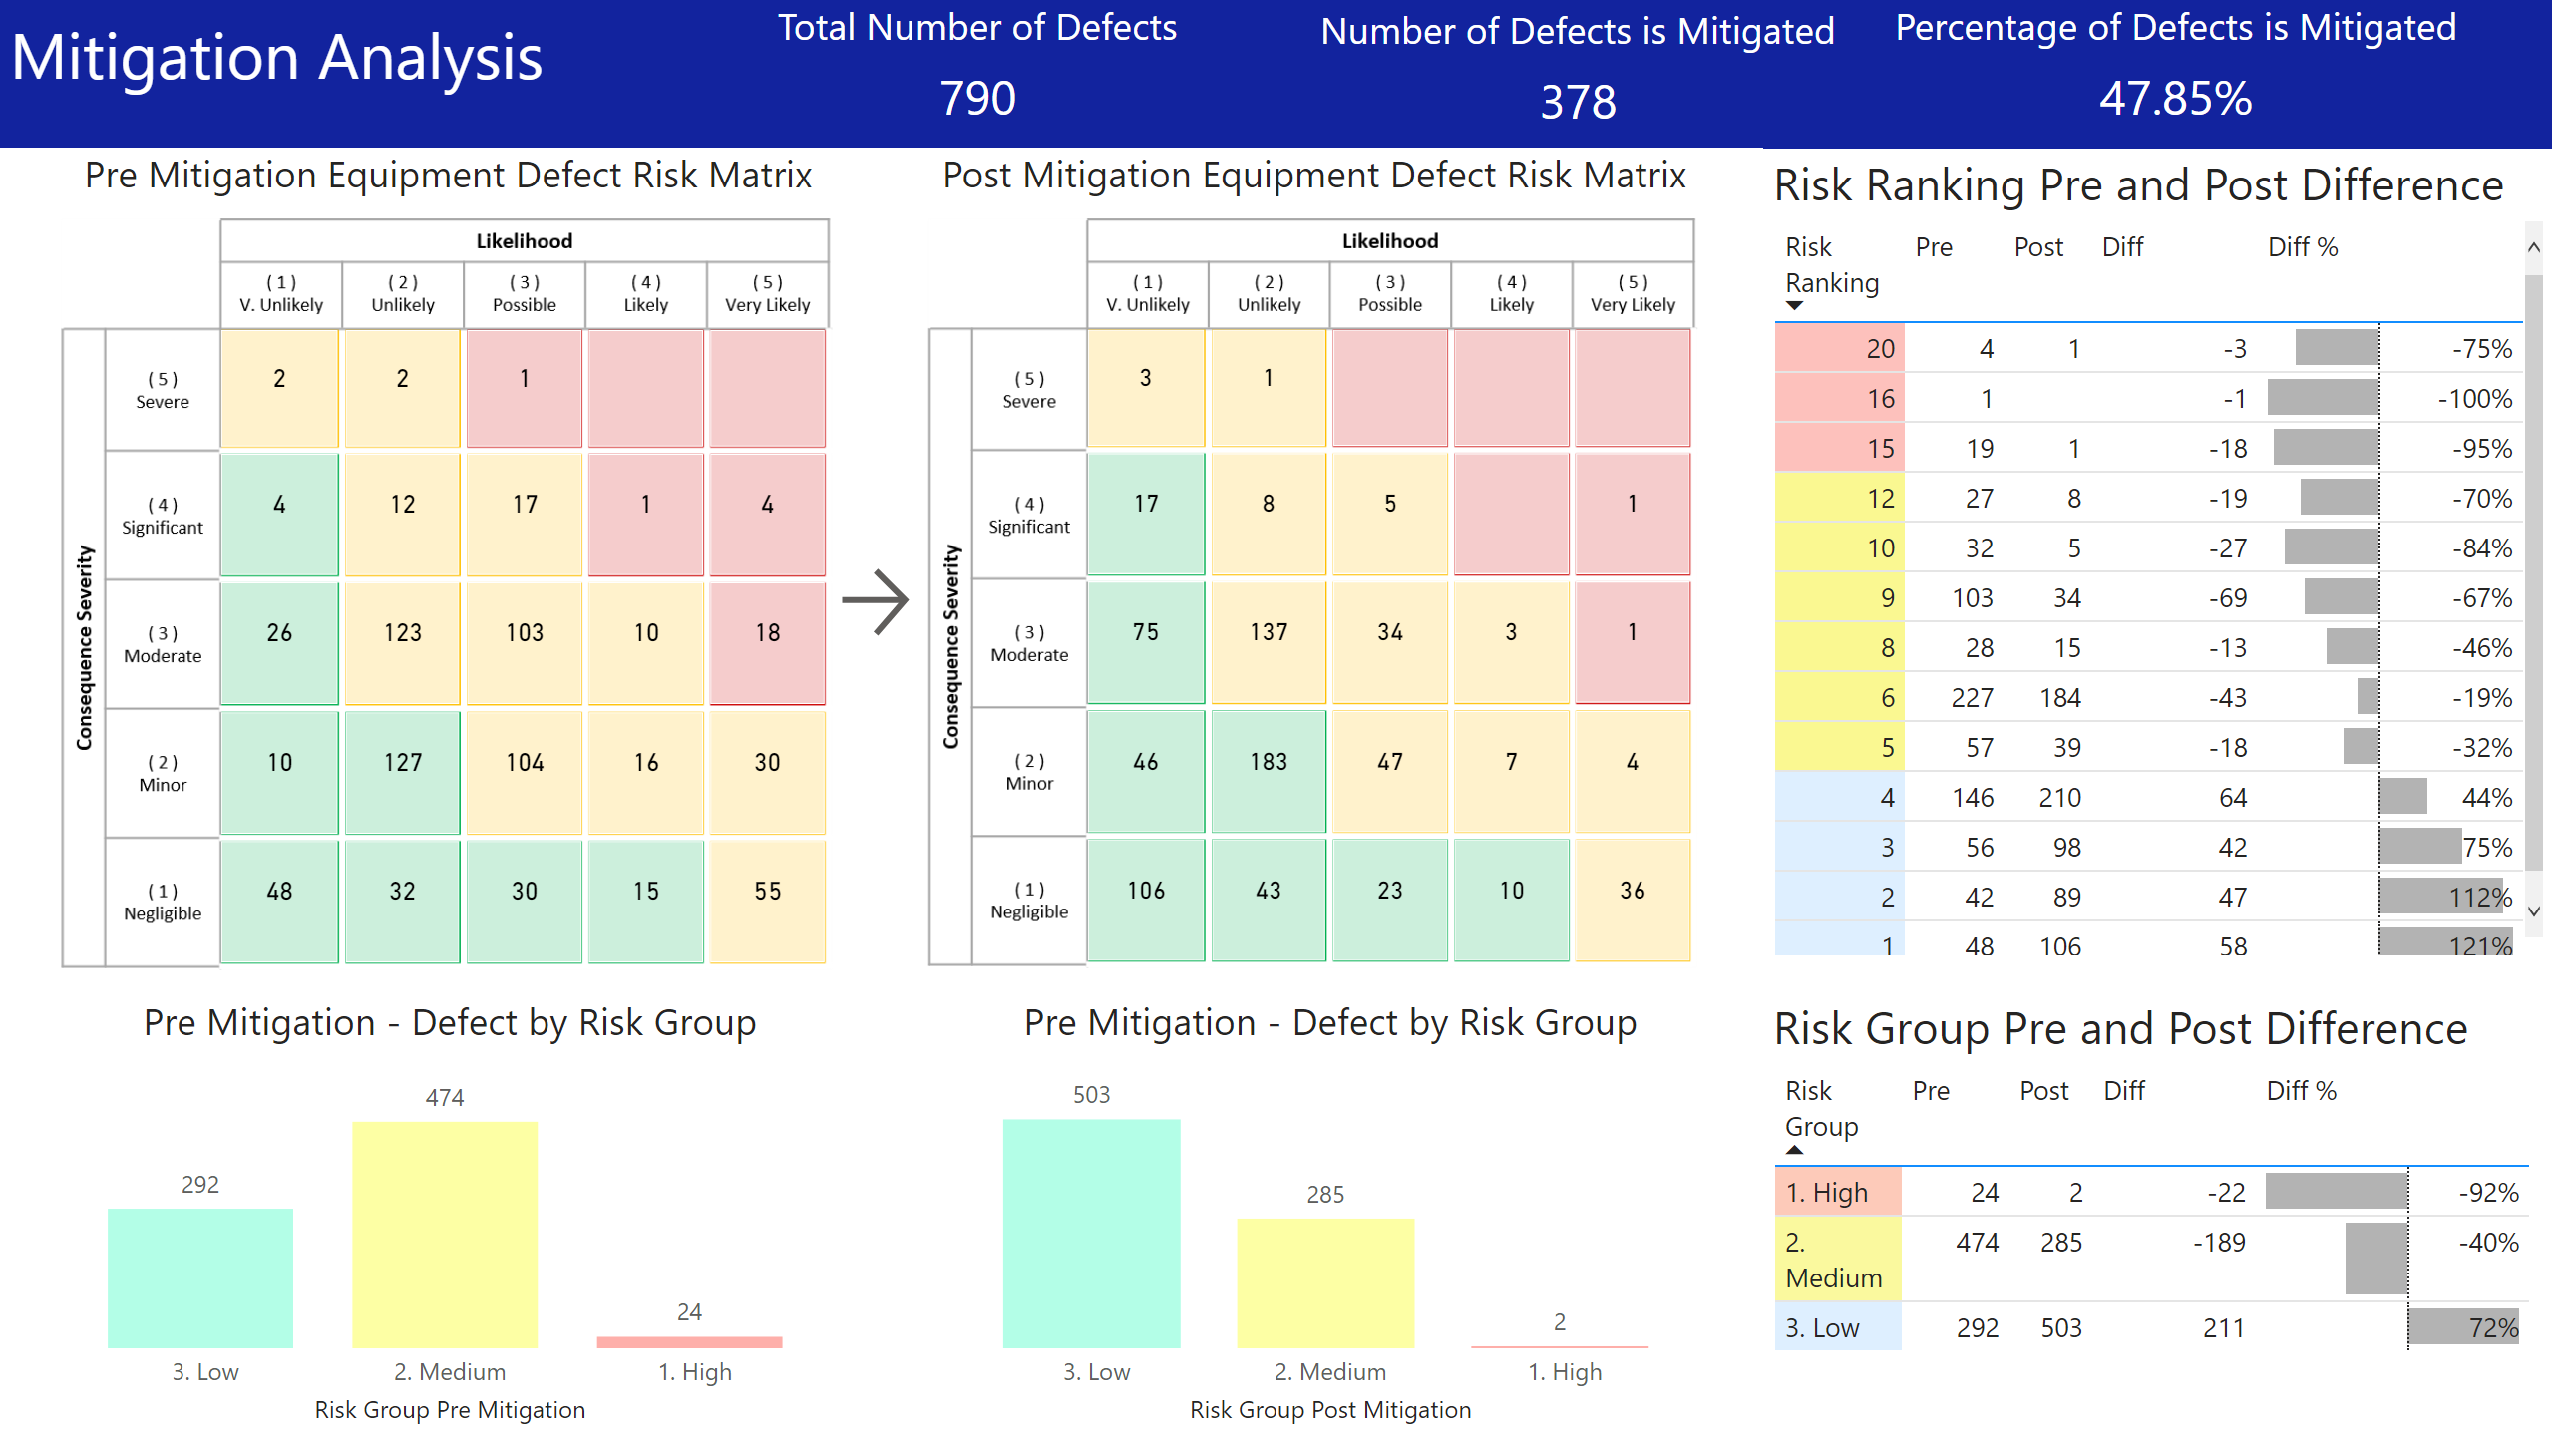 Mitigation Analysis
Total Number of Defects
790
Number of Defects is Mitigated
378
Percentage of Defects is Mitigated
47.85%
Pre Mitigation Equipment Defect Risk Matrix
Likelihood
( 1 ) ( 2 ) ( 3 ) ( 4 ) ( 5 )
V. Unlikely Unlikely Possible Likely Very Likely
Consequence Severity
( 5 )
Severe
2 2 1
( 4 )
Significant
4 12 17 1 4
( 3 )
Moderate
26 123 103 10 18
( 2 )
Minor
10 127 104 16 30
( 1 )
Negligible
48 32 30 15 55
Post Mitigation Equipment Defect Risk Matrix
Likelihood
( 1 ) ( 2 ) ( 3 ) ( 4 ) ( 5 )
V. Unlikely Unlikely Possible Likely Very Likely
Consequence Severity
( 5 )
Severe
3 1
( 4 )
Significant
17 8 5 1
( 3 )
Moderate
75 137 34 3 1
( 2 )
Minor
46 183 47 7 4
( 1 )
Negligible
106 43 23 10 36
Risk Ranking Pre and Post Difference
Risk Pre Post Diff Diff %
Ranking
20 4 1 -3 -75%
16 1 -1 -100%
15 19 1 -18 -95%
12 27 8 -19 -70%
10 32 5 -27 -84%
9 103 34 -69 -67%
8 28 15 -13 -46%
6 227 184 -43 -19%
5 57 39 -18 -32%
4 146 210 64 44%
3 56 98 42 75%
2 42 89 47 112%
1 48 106 58 121%
Pre Mitigation - Defect by Risk Group
292
474
24
3. Low 2. Medium 1. High
Risk Group Pre Mitigation
Pre Mitigation - Defect by Risk Group
503
285
2
3. Low 2. Medium 1. High
Risk Group Post Mitigation
Risk Group Pre and Post Difference
Risk Pre Post Diff Diff %
Group
1. High 24 2 -22 -92%
2. 474 285 -189 -40%
Medium
3. Low 292 503 211 72%